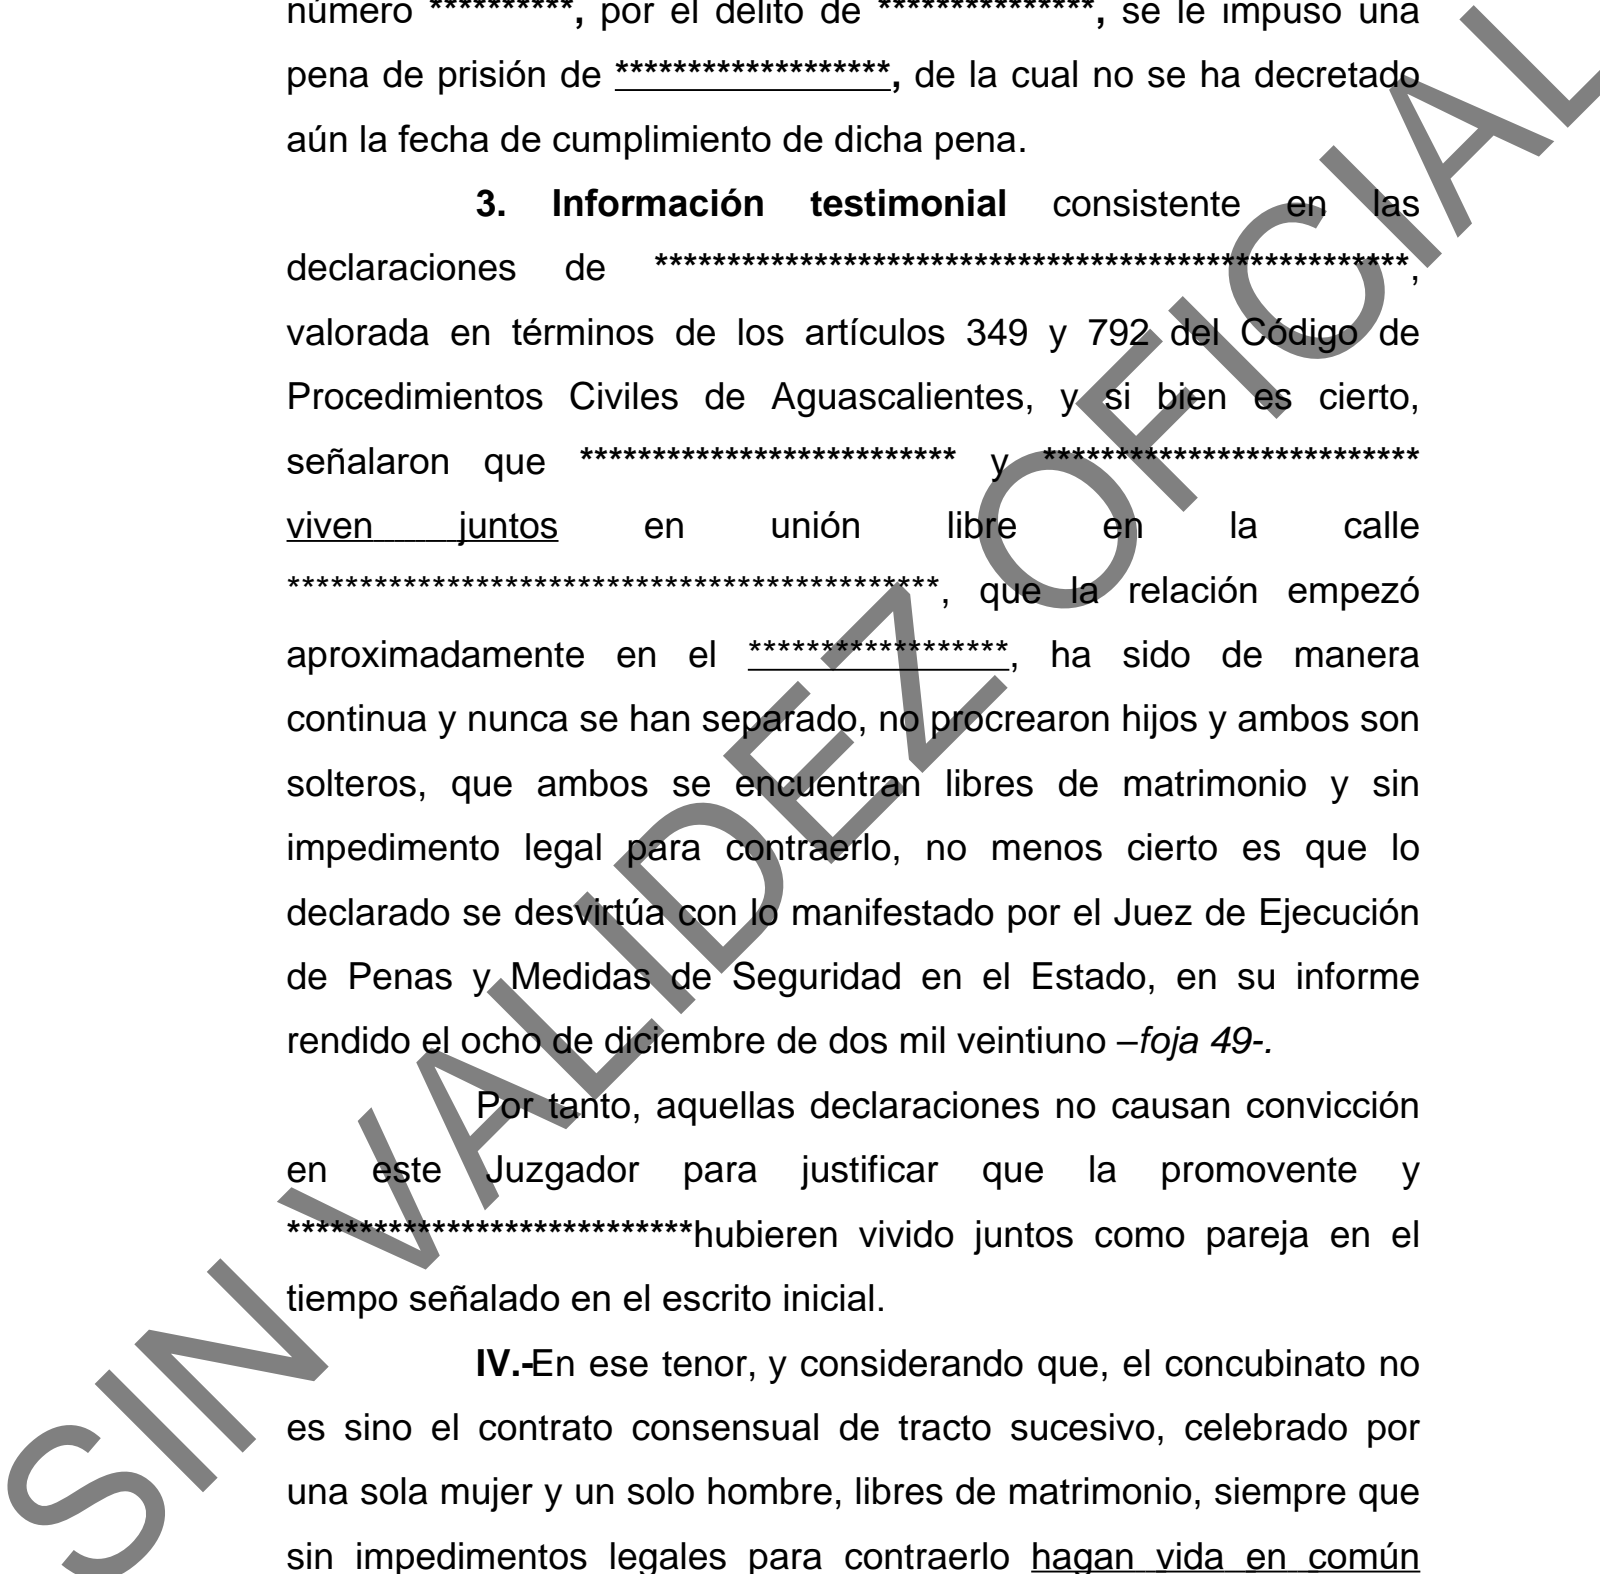 número **********, por el delito de ***************, se le impuso una
pena de prisión de *******************, de la cual no se ha decretado
aún la fecha de cumplimiento de dicha pena.
3. Información testimonial consistente en las
declaraciones de ****************************************************,
valorada en términos de los artículos 349 y 792 del Código de
Procedimientos Civiles de Aguascalientes, y si bien es cierto,
señalaron que ************************** y **************************
viven juntos en unión libre en la calle
*********************************************, que la relación empezó
aproximadamente en el ******************, ha sido de manera
continua y nunca se han separado, no procrearon hijos y ambos son
solteros, que ambos se encuentran libres de matrimonio y sin
impedimento legal para contraerlo, no menos cierto es que lo
declarado se desvirtúa con lo manifestado por el Juez de Ejecución
de Penas y Medidas de Seguridad en el Estado, en su informe
rendido el ocho de diciembre de dos mil veintiuno –foja 49-.
Por tanto, aquellas declaraciones no causan convicción
en este Juzgador para justificar que la promovente y
****************************hubieren vivido juntos como pareja en el
tiempo señalado en el escrito inicial.
IV.-En ese tenor, y considerando que, el concubinato no
es sino el contrato consensual de tracto sucesivo, celebrado por
una sola mujer y un solo hombre, libres de matrimonio, siempre que
sin impedimentos legales para contraerlo hagan vida en común
SIN VALIDEZ OFICIAL